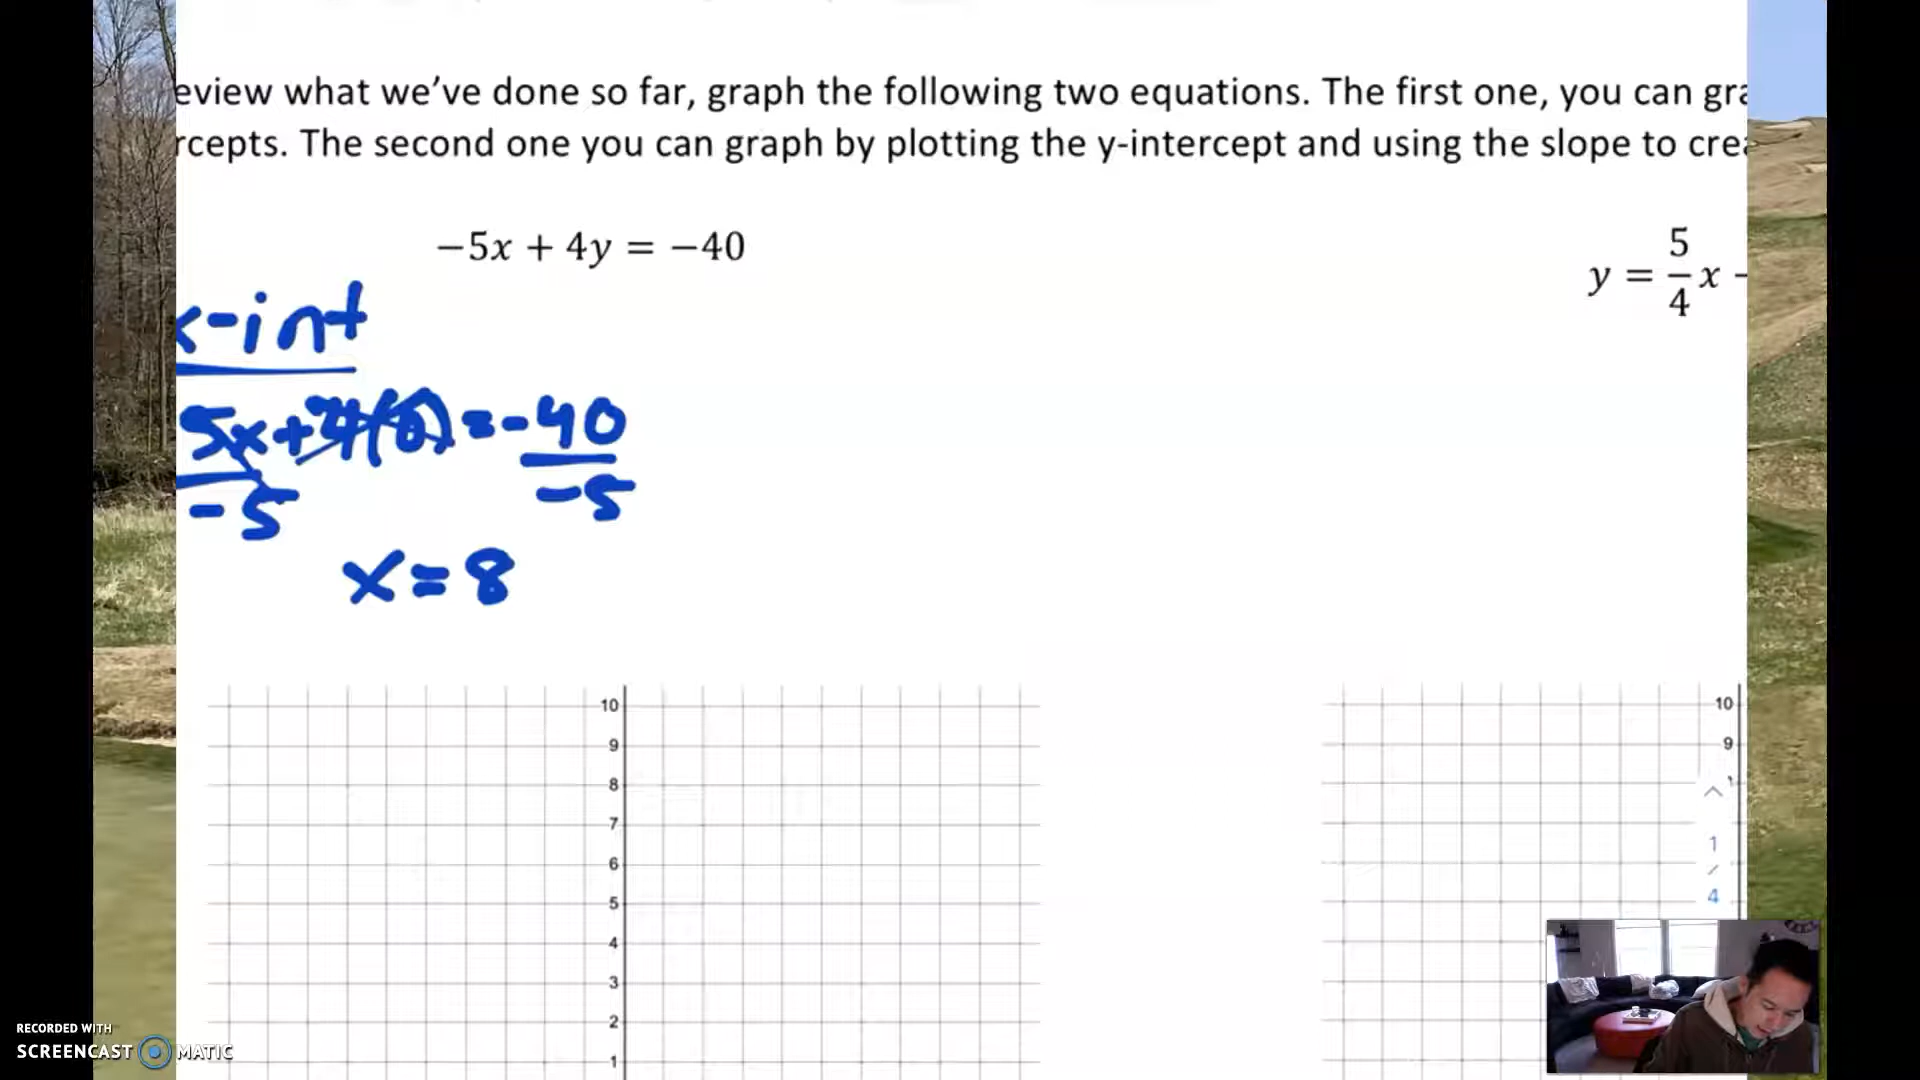 eview what we've done so far, graph the following two equations. The first one, you can gra
rcepts. The second one you can graph by plotting the y-intercept and using the slope to crea
−5x + 4y = −40
y = 5/4 x −
x-int
5x+4(0)=-40
-5 -5
x=8
10
9
8
7
6
5
4
3
2
1
10
9
1
/
4
RECORDED WITH
SCREENCAST MATIC